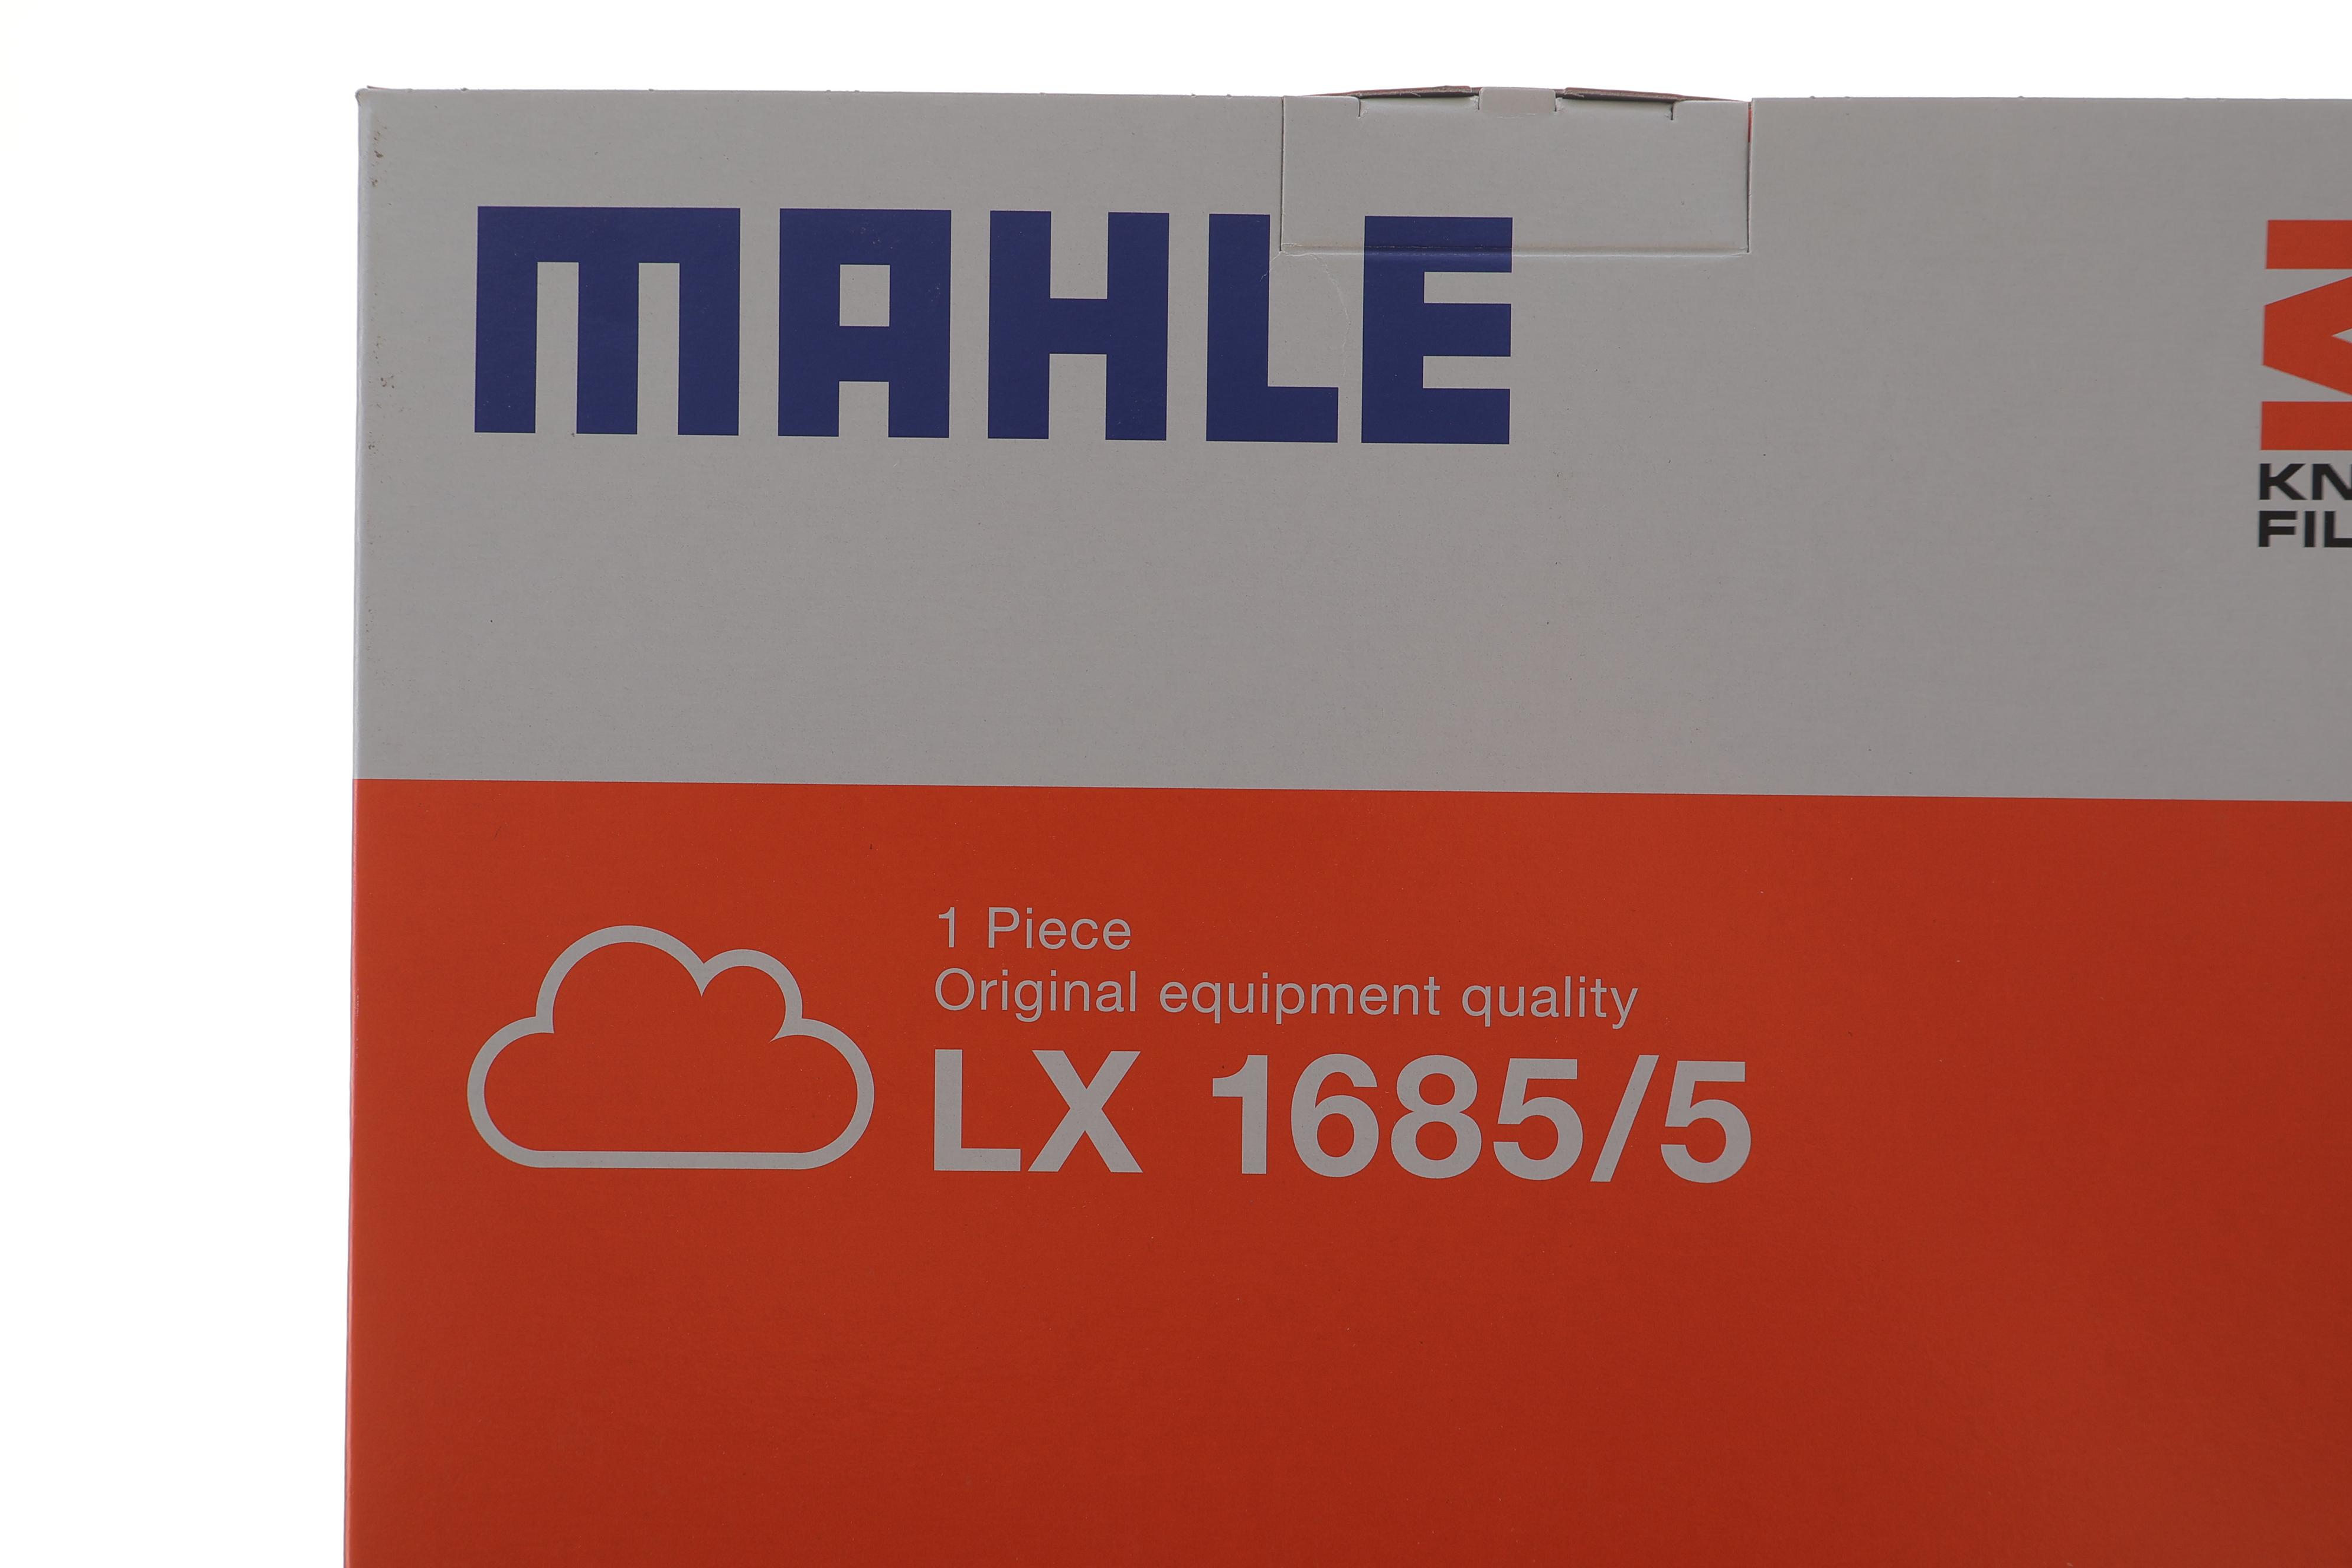 MAHLE
1 Piece
Original equipment quality
LX 1685/5